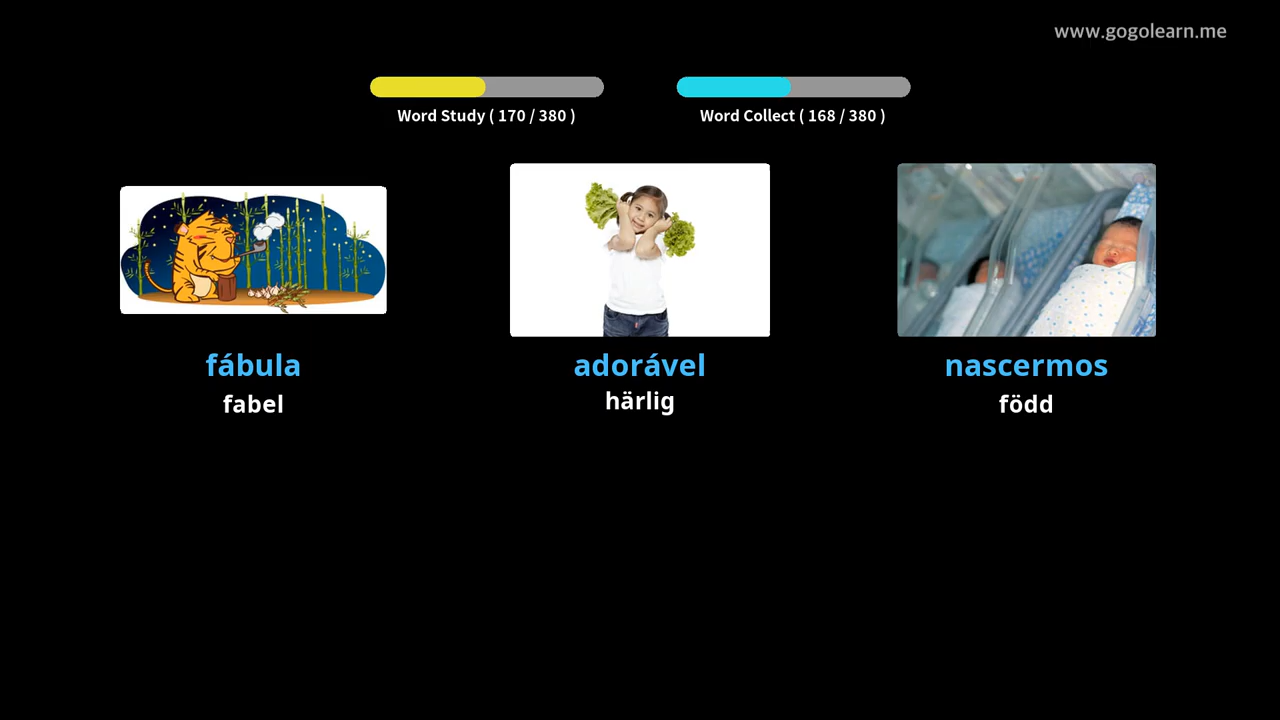 www.gogolearn.me
Word Study ( 170 / 380 )
Word Collect ( 168 / 380 )
fábula
fabel
adorável
härlig
nascermos
född